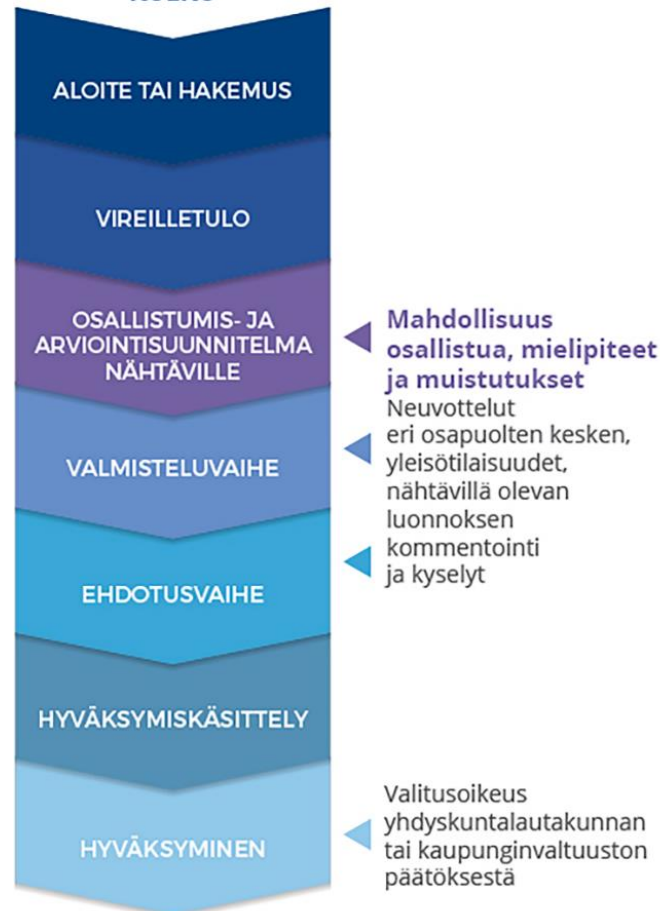 ALOITE TAI HAKEMUS
VIREILLETULO
OSALLISTUMIS- JA
ARVIOINTISUUNNITELMA
NÄHTÄVILLE
Mahdollisuus
osallistua, mielipiteet
ja muistutukset
VALMISTELUVAIHE
Neuvottelut
eri osapuolten kesken,
yleisötilaisuudet,
nähtävillä olevan
luonnoksen
kommentointi
ja kyselyt
EHDOTUSVAIHE
HYVÄKSYMISKÄSITTELY
HYVÄKSYMINEN
Valitusoikeus
yhdyskuntalautakunnan
tai kaupunginvaltuuston
päätöksestä